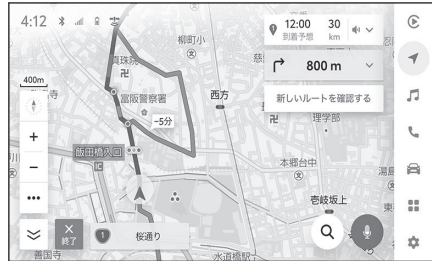 4:12
12:00
到着予想
30
km
800 m
新しいルートを確認する
400m
柳町小
真珠院
富阪警察署
西方
-5分
理学部
飯田橋入口
本郷台中
壱岐坂上
終了
1
桜通り
善国寺
水道橋駅